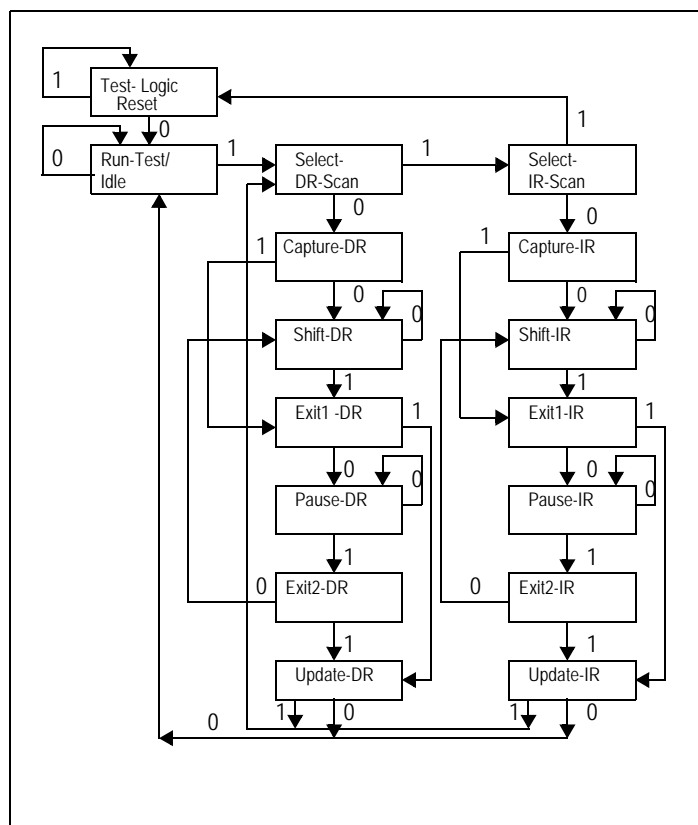 1
Test- Logic
Reset
0
1
0
Run-Test/
Idle
1
Select-
DR-Scan
1
Select-
IR-Scan
0
0
1
Capture-DR
1
Capture-IR
0
0
0
0
Shift-DR
Shift-IR
1
1
Exit1 -DR
1
Exit1-IR
1
0
0
0
0
Pause-DR
Pause-IR
1
1
0
Exit2-DR
0
Exit2-IR
1
1
Update-DR
Update-IR
1
0
1
0
0